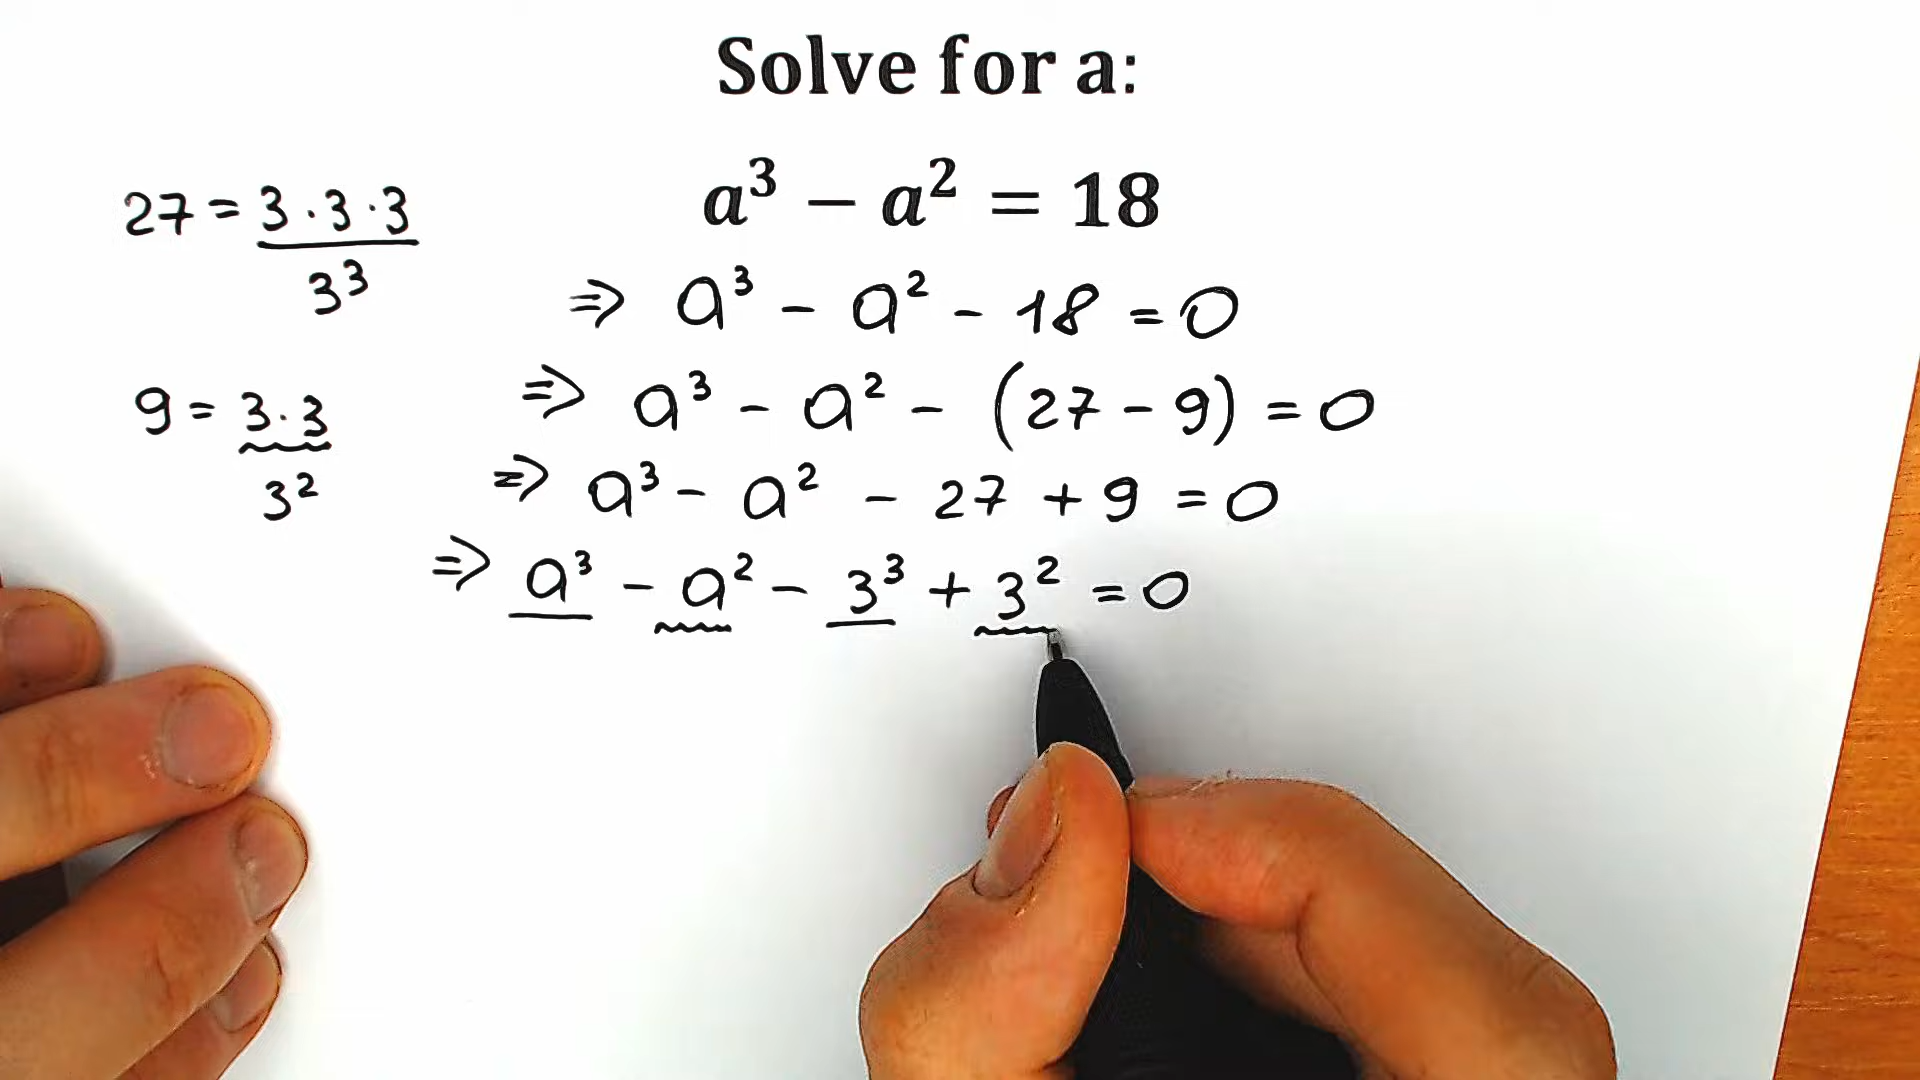 Solve for a:
a³ − a² = 18
27 = 3·3·3
3³
⇒ a³ − a² − 18 = 0
9 = 3·3
3²
⇒ a³ − a² − (27 − 9) = 0
⇒ a³ − a² − 27 + 9 = 0
⇒ a³ − a² − 3³ + 3² = 0